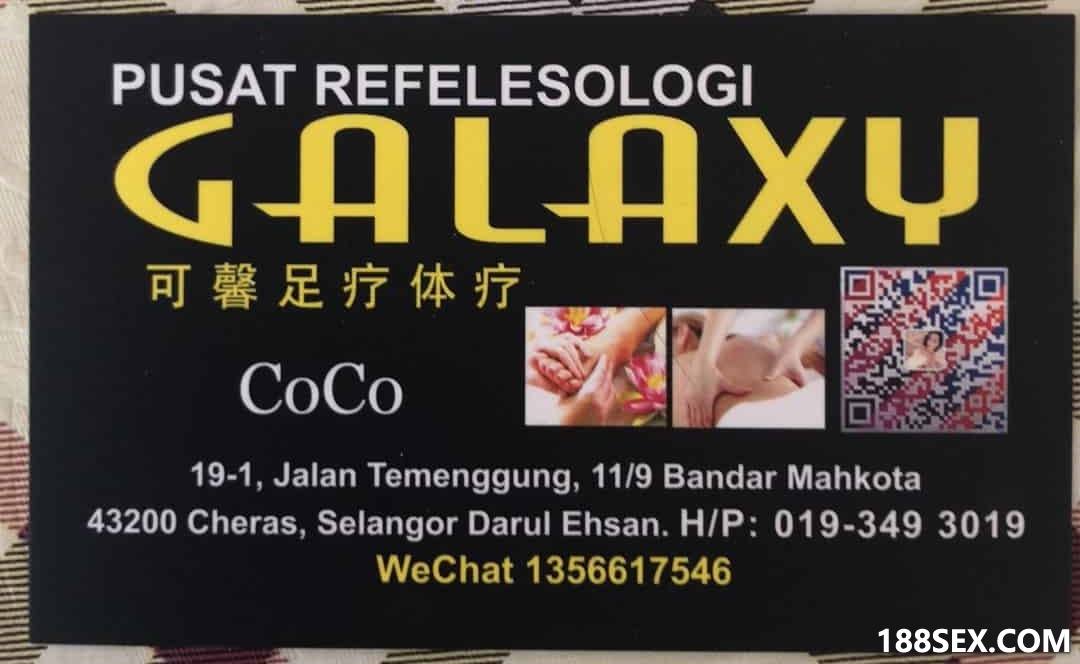 PUSAT REFELESOLOGI
GALAXY
可馨足疗体疗
CoCo
19-1, Jalan Temenggung, 11/9 Bandar Mahkota
43200 Cheras, Selangor Darul Ehsan. H/P: 019-349 3019
WeChat 1356617546
188SEX.COM